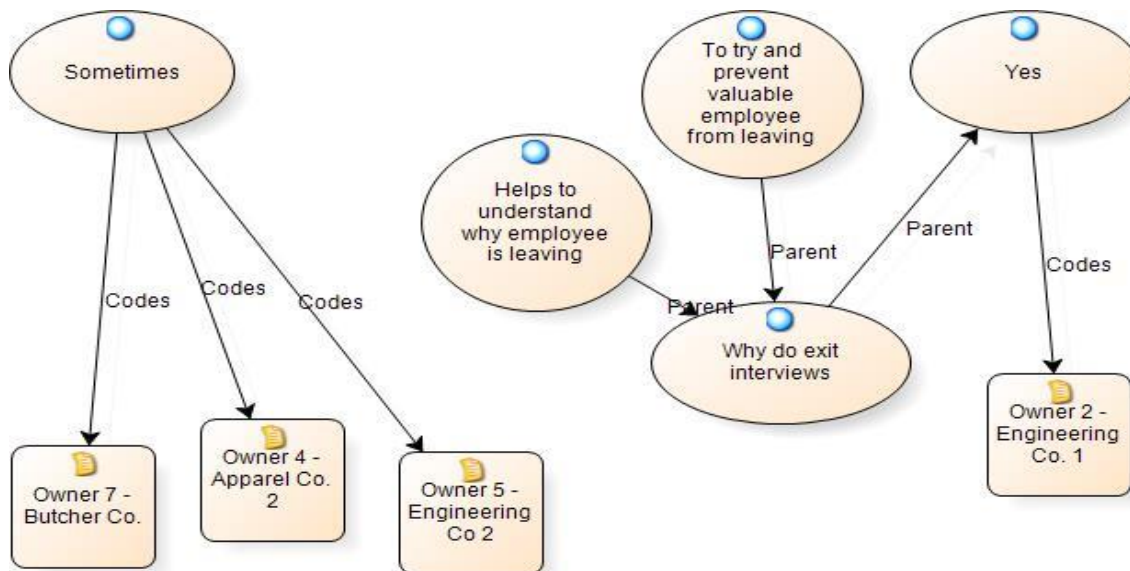 Sometimes
To try and
prevent
valuable
employee
from leaving
Yes
Helps to
understand
why employee
is leaving
Parent
Parent
Parent
Codes
Codes
Codes
Codes
Why do exit
interviews
Owner 7 -
Butcher Co.
Owner 4 -
Apparel Co.
2
Owner 5 -
Engineering
Co 2
Owner 2 -
Engineering
Co. 1